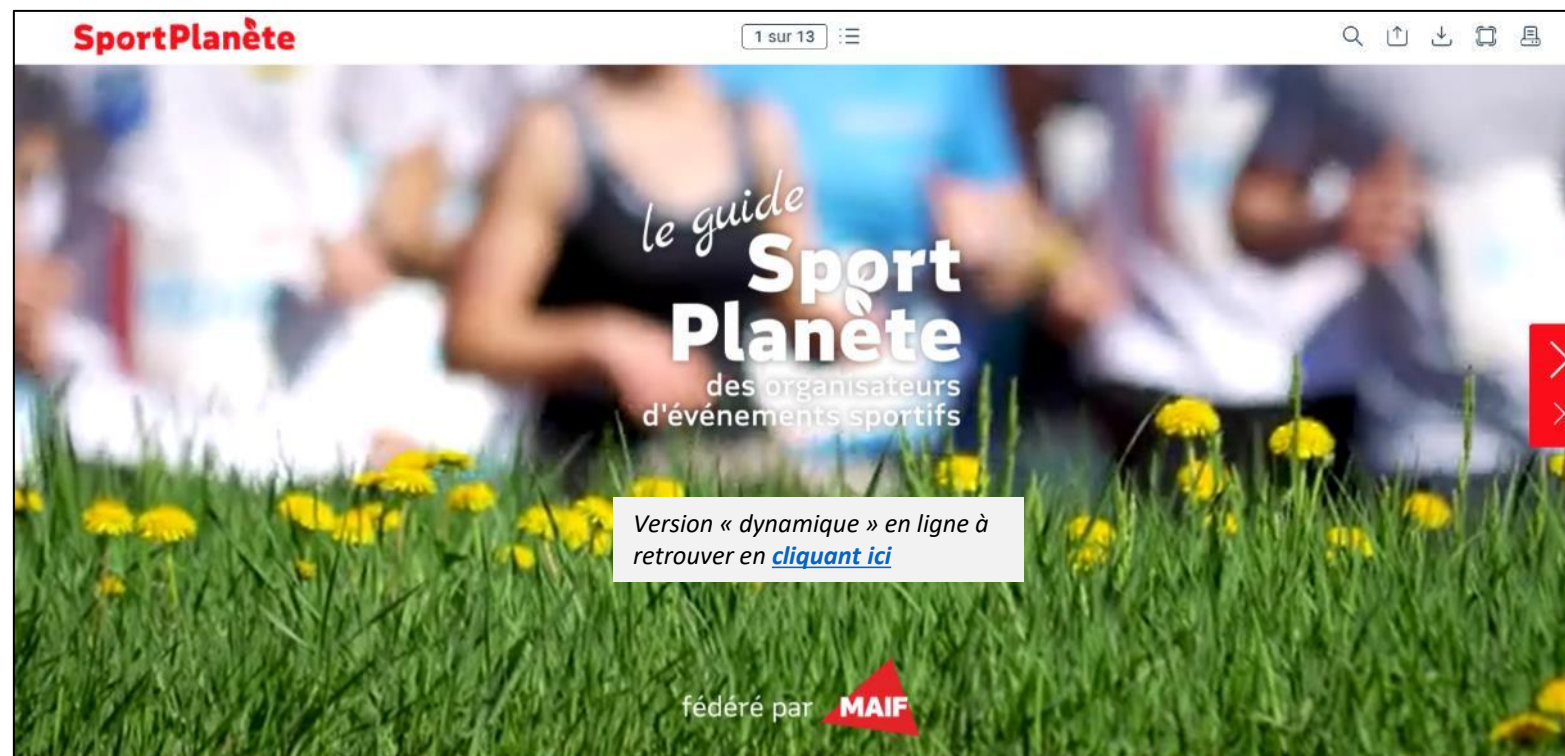 SportPlanète
1 sur 13
le guide
Sport
Planète
des organisateurs
d'événements sportifs
Version « dynamique » en ligne à
retrouver en cliquant ici
fédéré par MAIF